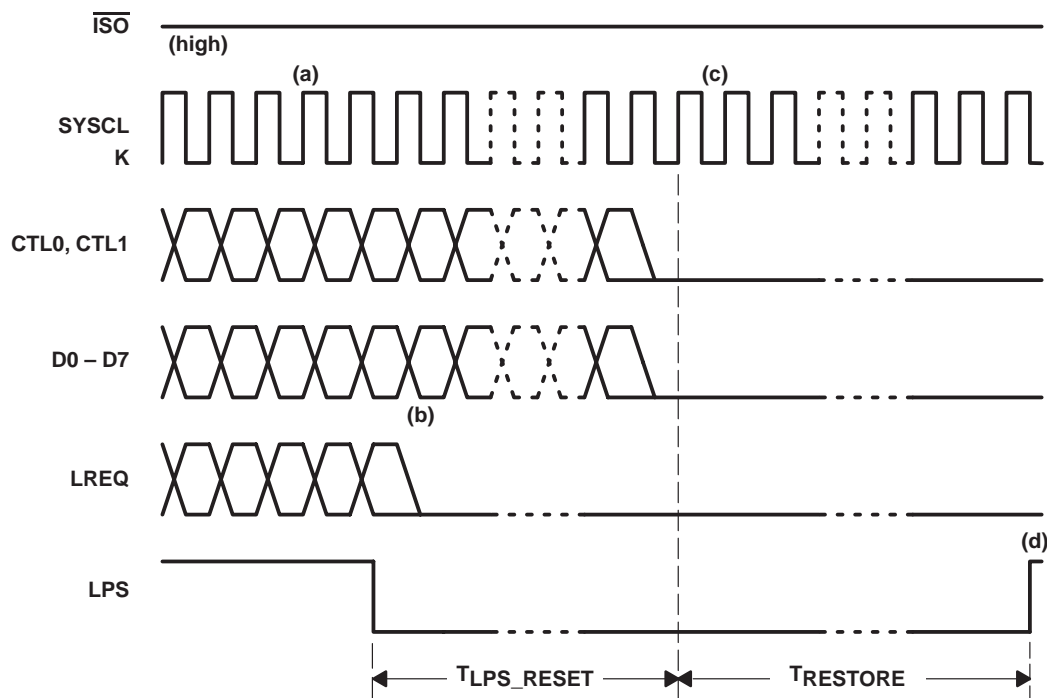 ISO
(high)
(a)
(c)
SYSCL
K
CTL0, CTL1
D0 – D7
(b)
LREQ
(d)
LPS
TLPS_RESET
TRESTORE